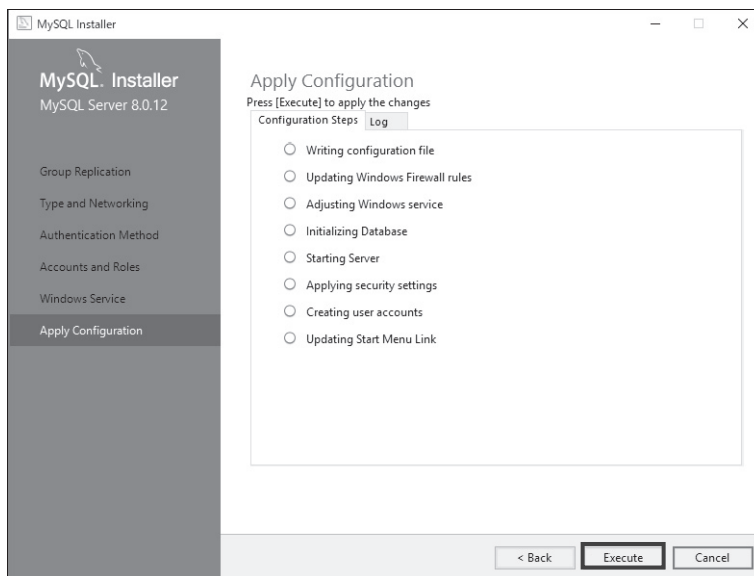 MySQL Installer
MySQL. Installer
MySQL Server 8.0.12
Group Replication
Type and Networking
Authentication Method
Accounts and Roles
Windows Service
Apply Configuration
Apply Configuration
Press [Execute] to apply the changes
Configuration Steps Log
Writing configuration file
Updating Windows Firewall rules
Adjusting Windows service
Initializing Database
Starting Server
Applying security settings
Creating user accounts
Updating Start Menu Link
< Back Execute Cancel